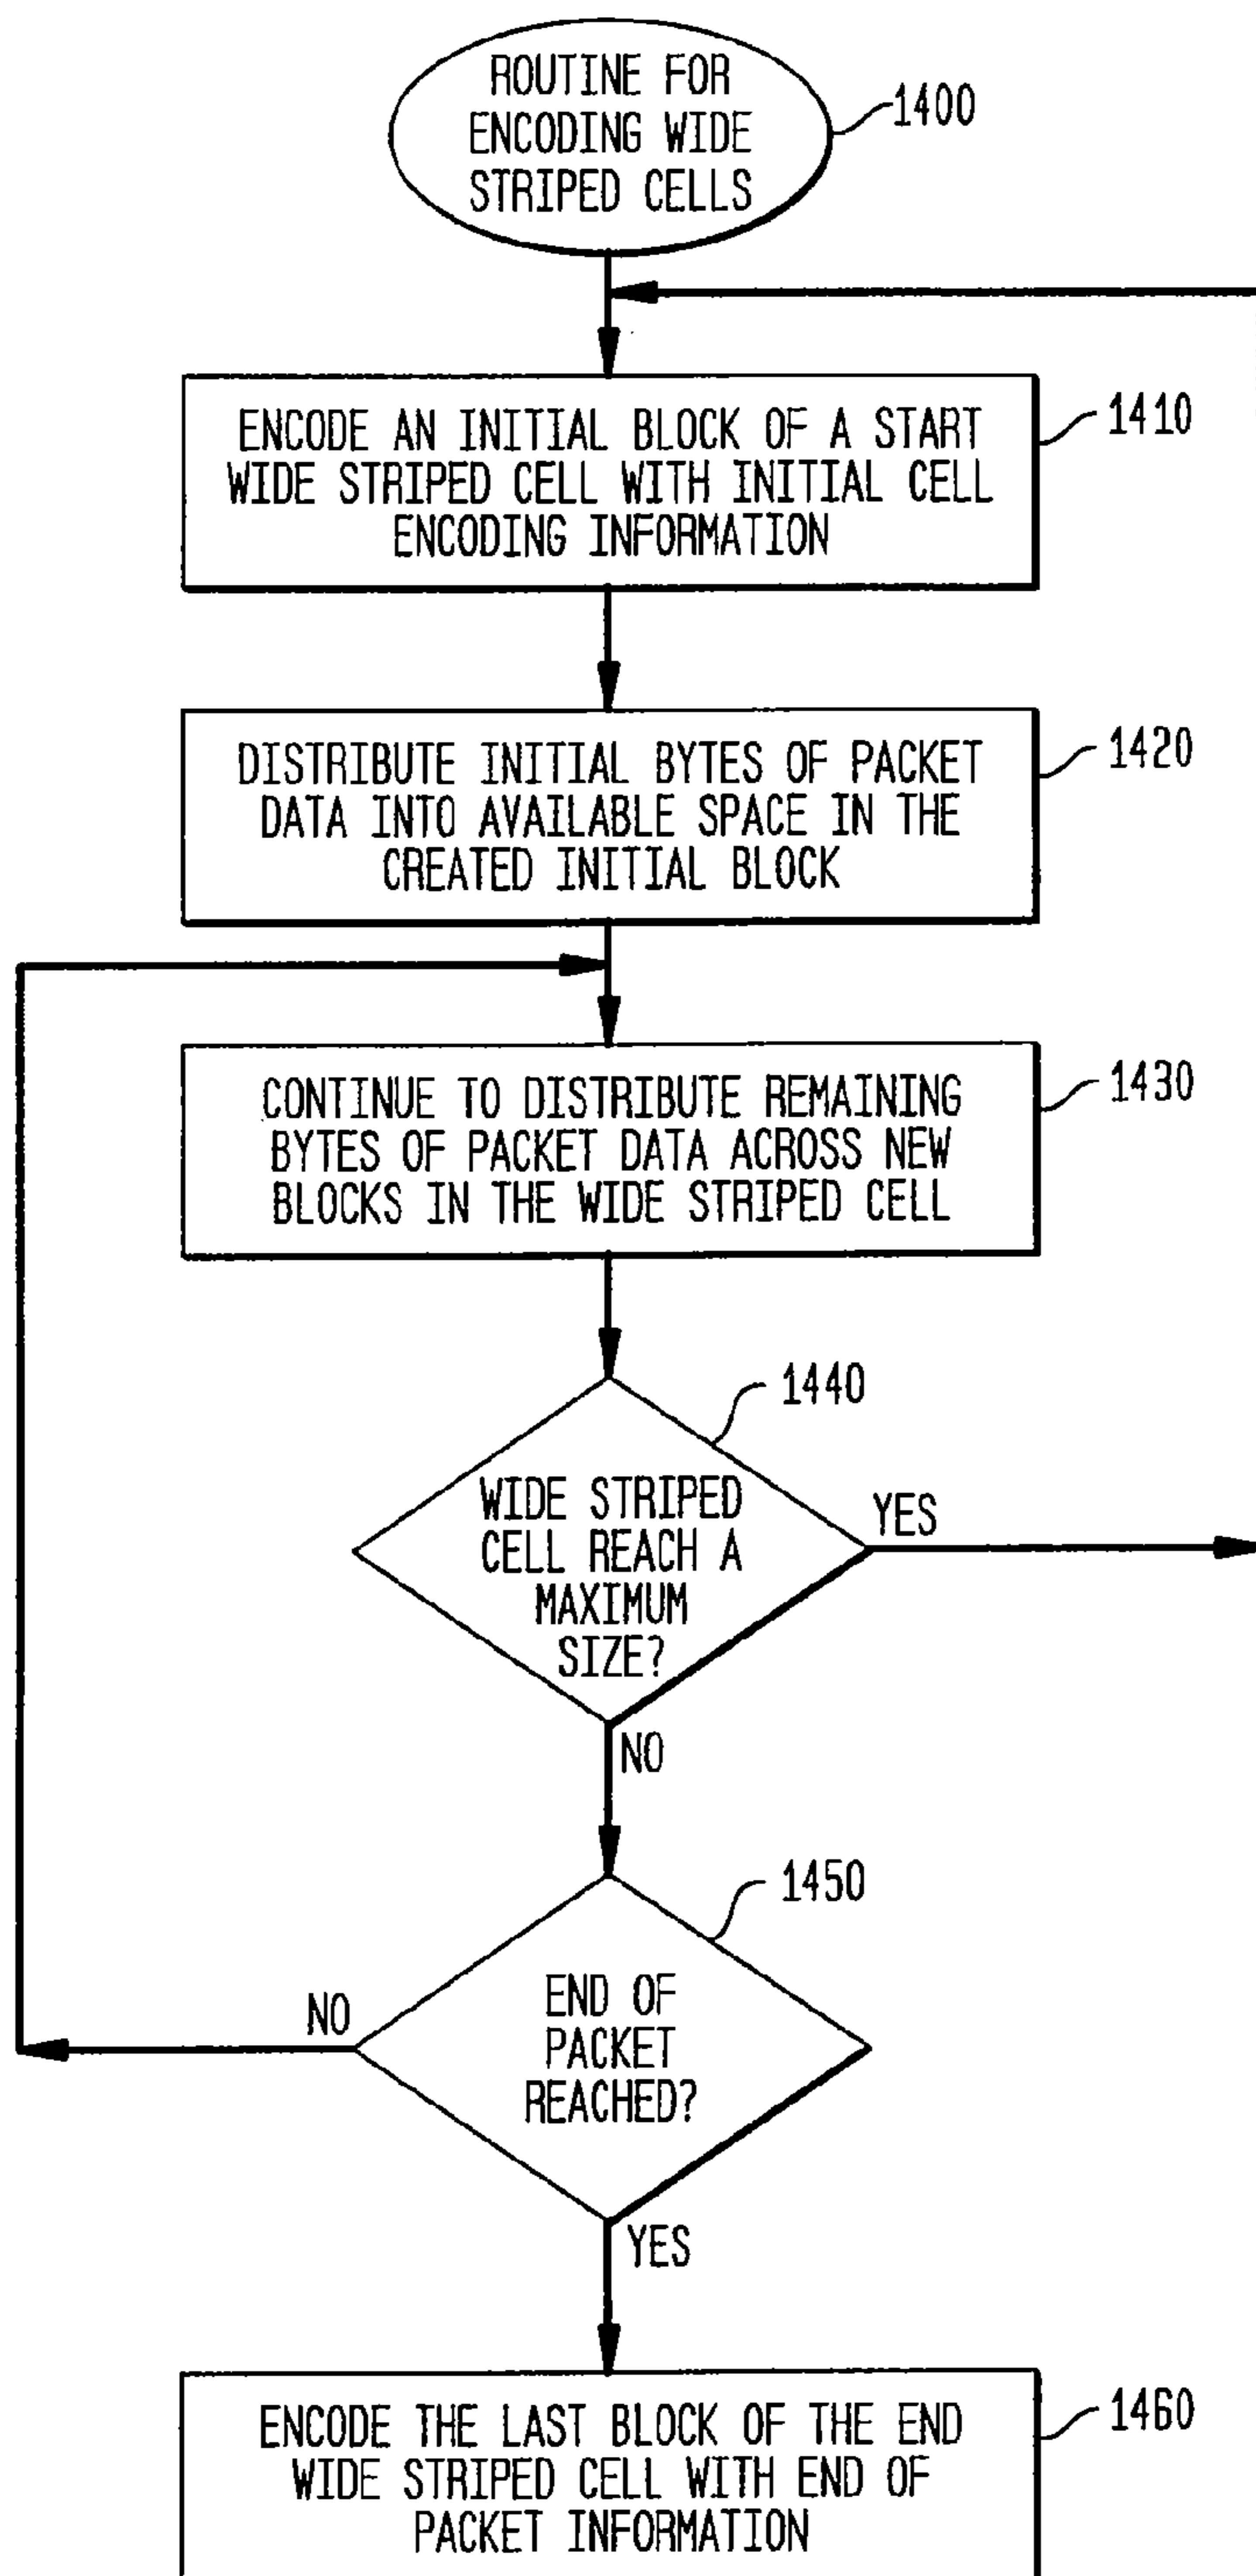 ROUTINE FOR
ENCODING WIDE
STRIPED CELLS
1400
ENCODE AN INITIAL BLOCK OF A START
WIDE STRIPED CELL WITH INITIAL CELL
ENCODING INFORMATION
1410
DISTRIBUTE INITIAL BYTES OF PACKET
DATA INTO AVAILABLE SPACE IN THE
CREATED INITIAL BLOCK
1420
CONTINUE TO DISTRIBUTE REMAINING
BYTES OF PACKET DATA ACROSS NEW
BLOCKS IN THE WIDE STRIPED CELL
1430
1440
WIDE STRIPED
CELL REACH A
MAXIMUM
SIZE?
YES
NO
1450
END OF
PACKET
REACHED?
NO
YES
ENCODE THE LAST BLOCK OF THE END
WIDE STRIPED CELL WITH END OF
PACKET INFORMATION
1460